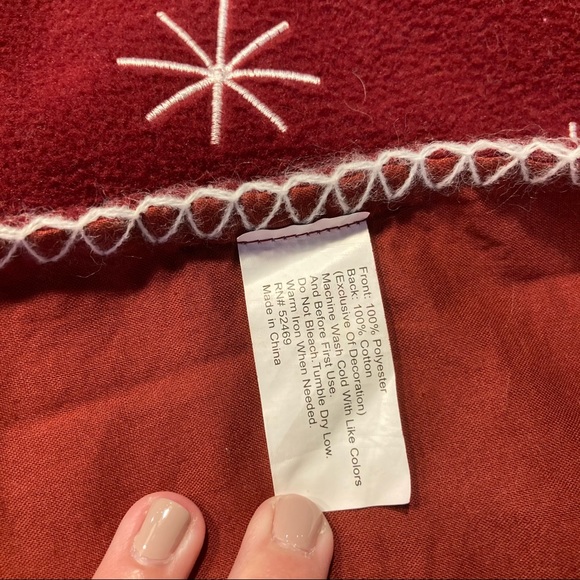 Front: 100% Polyester
Back: 100% Cotton
(Exclusive Of Decoration)
Machine Wash Cold With Like Colors
And Before First Use.
Do Not Bleach.Tumble Dry Low.
Warm Iron When Needed.
RN# 52469
Made in China